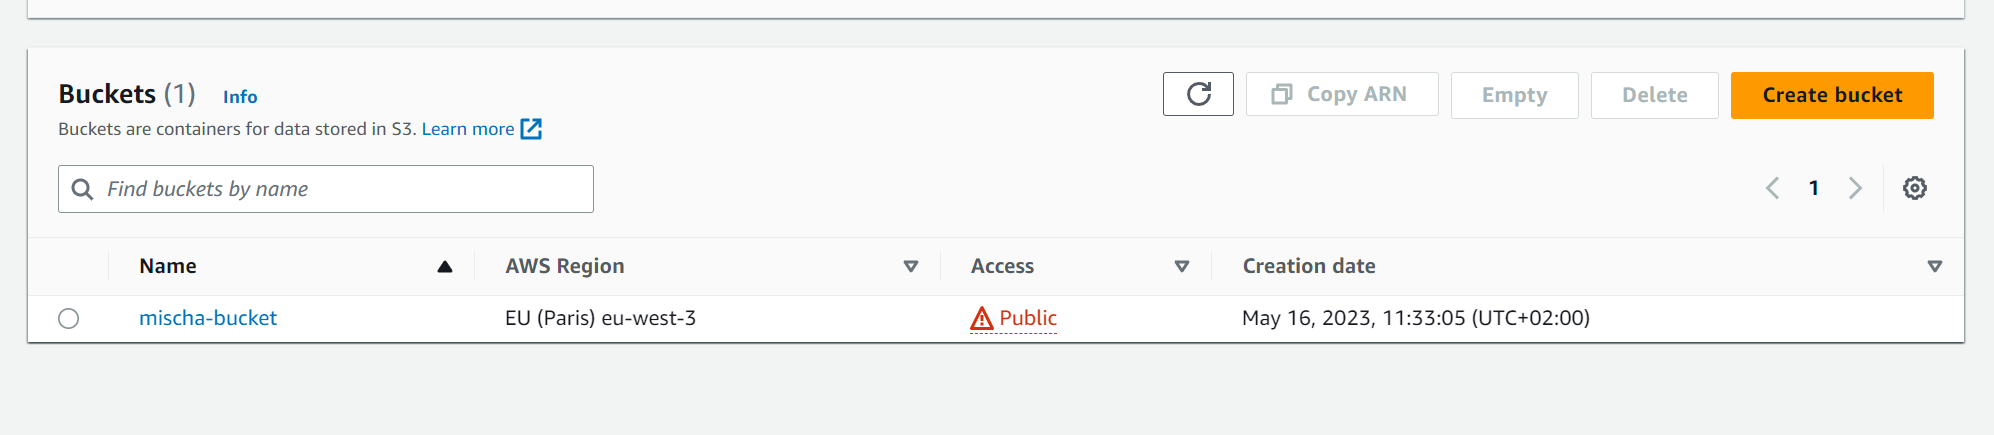 Buckets (1) Info
Copy ARN
Empty
Delete
Create bucket
Buckets are containers for data stored in S3. Learn more
Find buckets by name
1
Name AWS Region Access Creation date
mischa-bucket EU (Paris) eu-west-3 Public May 16, 2023, 11:33:05 (UTC+02:00)